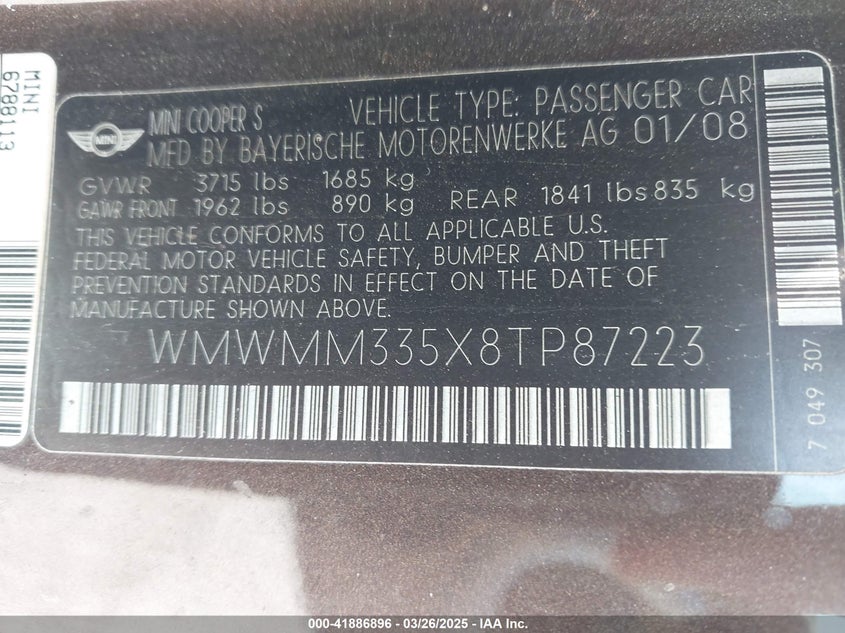 MINI
6788113
MINI
MINI COOPER S VEHICLE TYPE: PASSENGER CAR
MFD BY BAYERISCHE MOTORENWERKE AG 01/08
GVWR 3715 lbs 1685 kg
GAWR FRONT 1962 lbs 890 kg REAR 1841 lbs 835 kg
THIS VEHICLE CONFORMS TO ALL APPLICABLE U.S.
FEDERAL MOTOR VEHICLE SAFETY, BUMPER AND THEFT
PREVENTION STANDARDS IN EFFECT ON THE DATE OF
MANUFACTURE SHOWN ABOVE.
WMWMM335X8TP87223
7 049 307
000-41886896 - 03/26/2025 - IAA Inc.